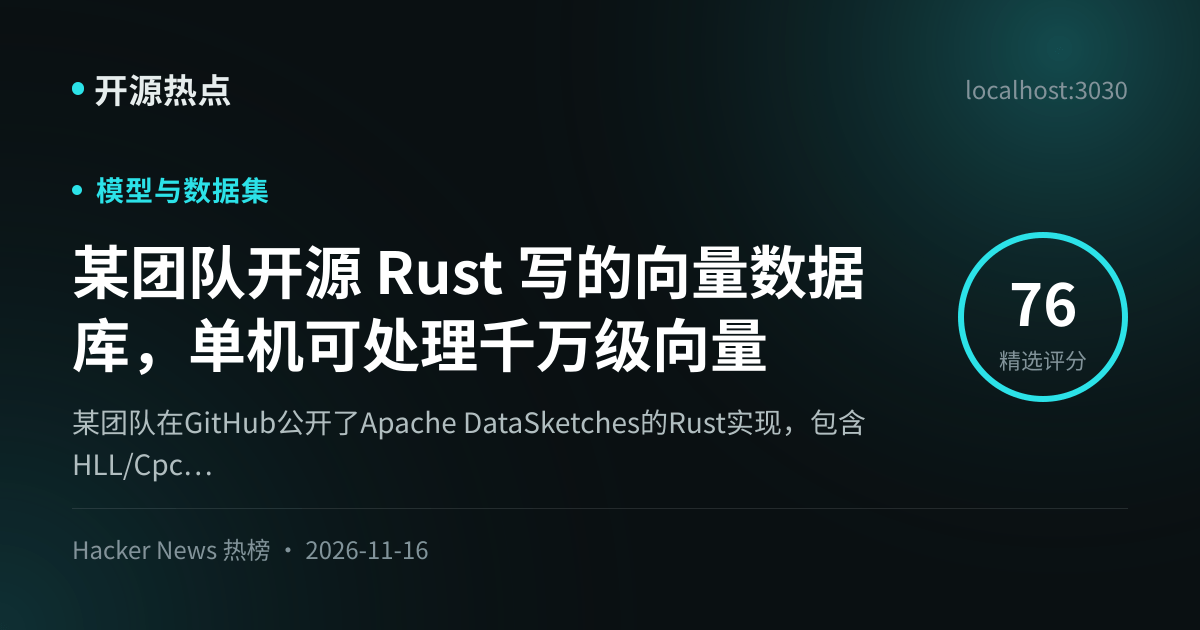 开源热点
localhost:3030
模型与数据集
某团队开源 Rust 写的向量数据
库，单机可处理千万级向量
76
精选评分
某团队在GitHub公开了Apache DataSketches的Rust实现，包含
HLL/Cpc…
Hacker News 热榜 · 2026-11-16